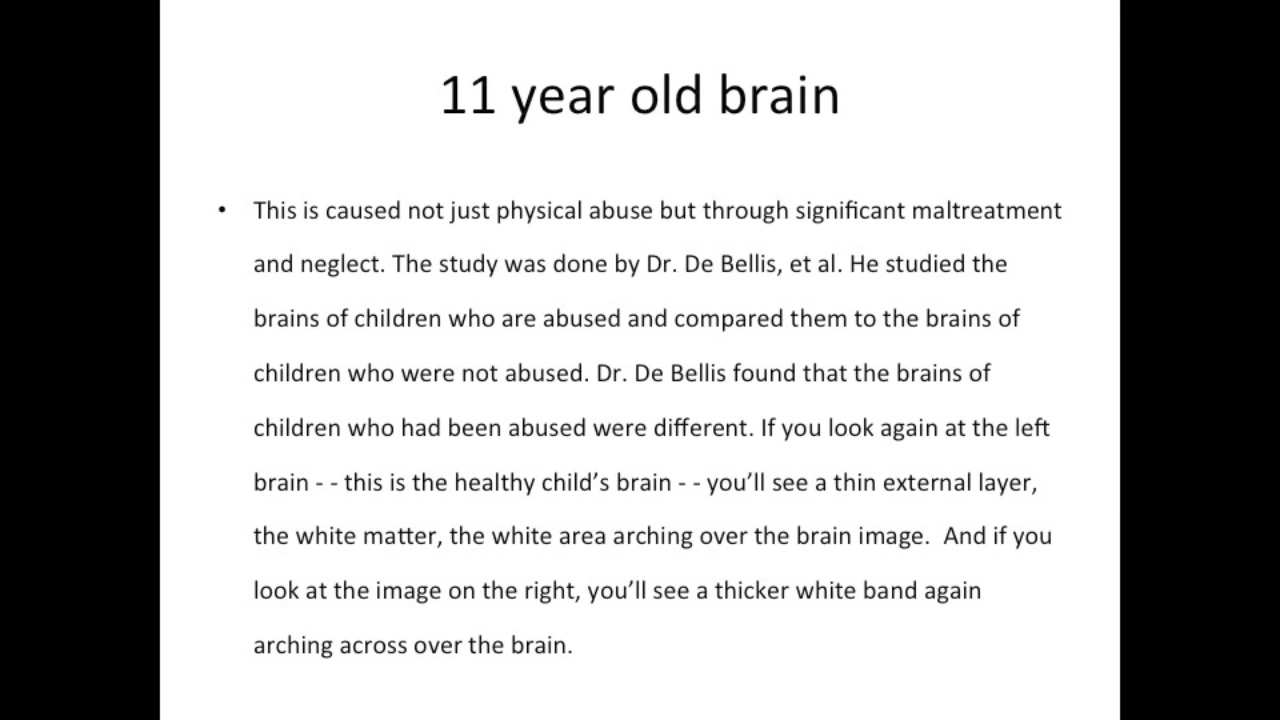 11 year old brain
• This is caused not just physical abuse but through significant maltreatment
and neglect. The study was done by Dr. De Bellis, et al. He studied the
brains of children who are abused and compared them to the brains of
children who were not abused. Dr. De Bellis found that the brains of
children who had been abused were different. If you look again at the left
brain - - this is the healthy child’s brain - - you’ll see a thin external layer,
the white matter, the white area arching over the brain image.  And if you
look at the image on the right, you’ll see a thicker white band again
arching across over the brain.